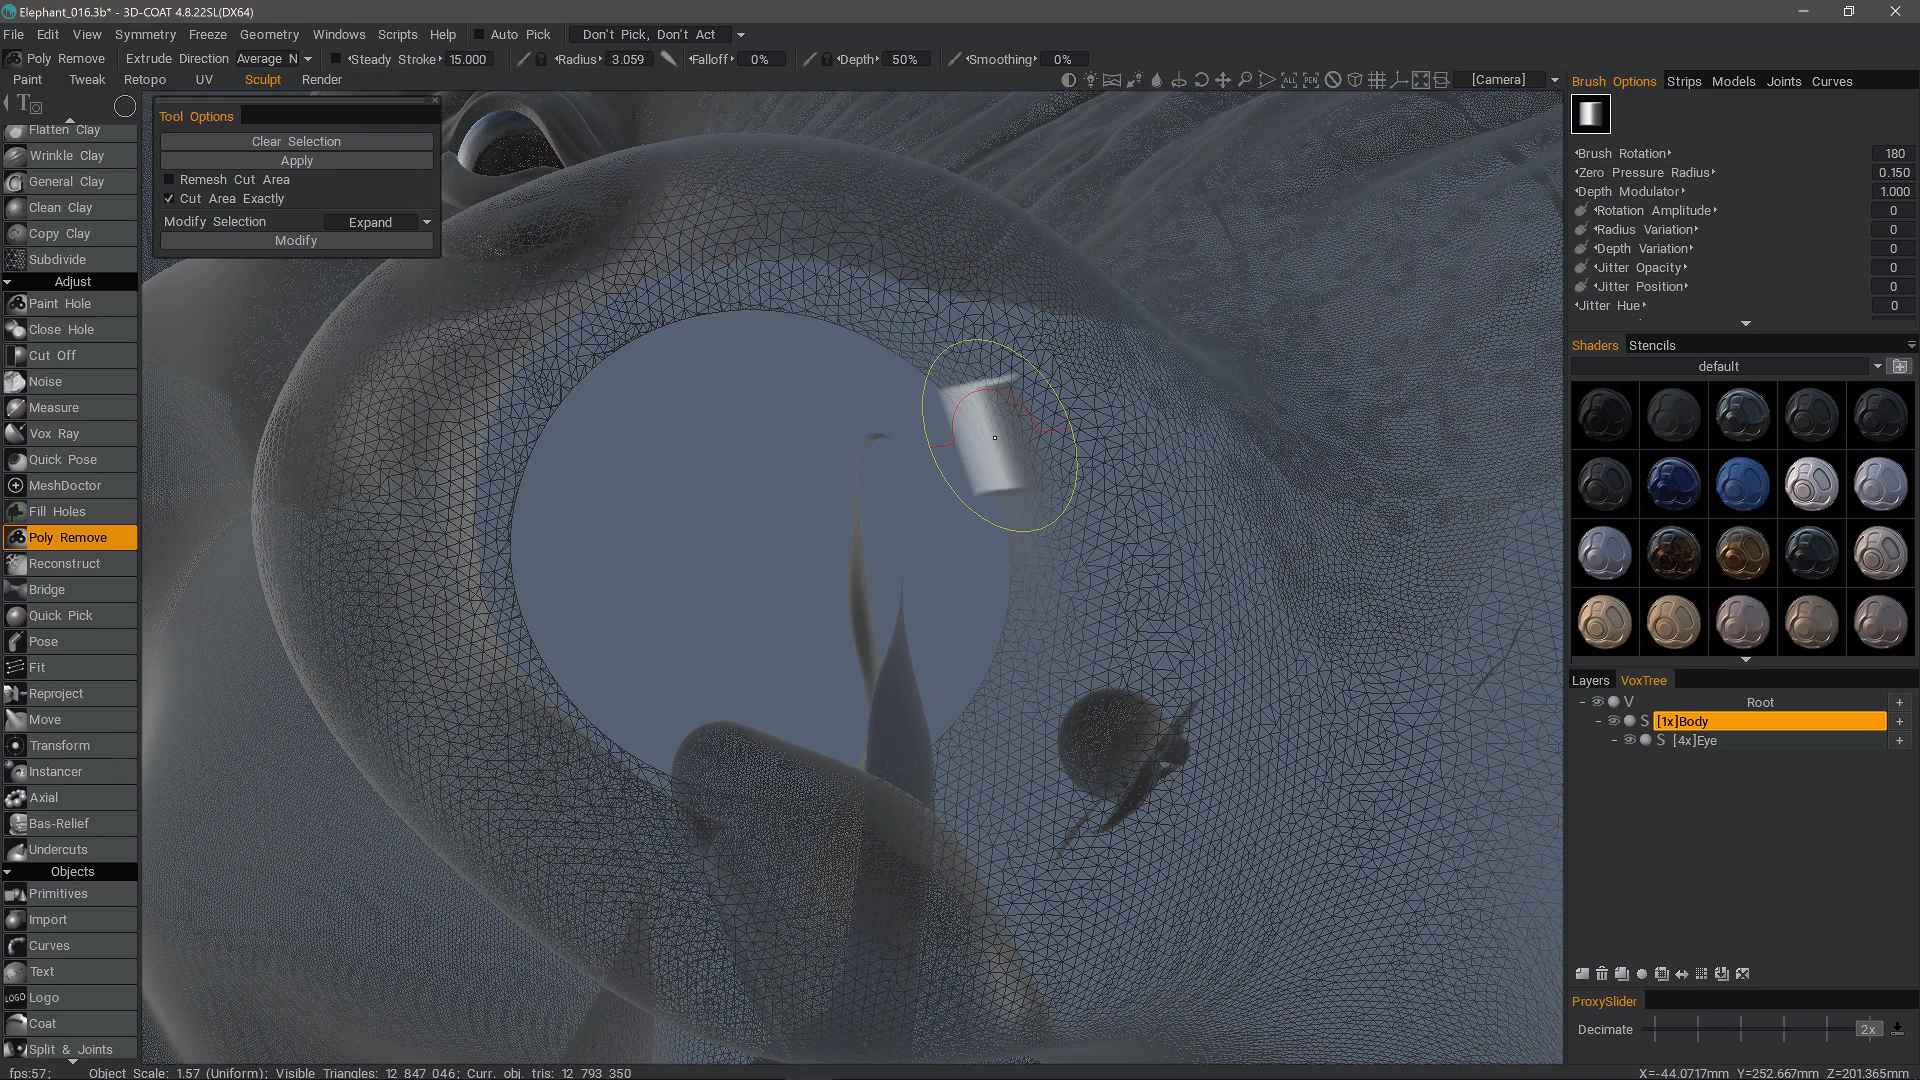 Elephant_016.3b* - 3D-COAT 4.8.22SL(DX64)
File Edit View Symmetry Freeze Geometry Windows Scripts Help Auto Pick Don't Pick, Don't Act
Poly Remove Extrude Direction Average N Steady Stroke 15.000 Radius 3.059 Falloff 0% Depth 50% Smoothing 0%
Paint Tweak Retopo UV Sculpt Render [Camera]
Tool Options
Clear Selection
Apply
Remesh Cut Area
Cut Area Exactly
Modify Selection Expand
Modify
Flatten Clay
Wrinkle Clay
General Clay
Clean Clay
Copy Clay
Subdivide
Adjust
Paint Hole
Close Hole
Cut Off
Noise
Measure
Vox Ray
Quick Pose
MeshDoctor
Fill Holes
Poly Remove
Reconstruct
Bridge
Quick Pick
Pose
Fit
Reproject
Move
Transform
Instancer
Axial
Bas-Relief
Undercuts
Objects
Primitives
Import
Curves
Text
LOGO Logo
Coat
Split & Joints
Brush Options Strips Models Joints Curves
Brush Rotation 180
Zero Pressure Radius 0.150
Depth Modulator 1.000
Rotation Amplitude 0
Radius Variation 0
Depth Variation 0
Jitter Opacity 0
Jitter Position 0
Jitter Hue 0
Shaders Stencils
default
Layers VoxTree
V Root +
S [1x]Body +
S [4x]Eye +
ProxySlider
Decimate 2x
fps:57; Object Scale: 1.57 (Uniform); Visible Triangles: 12 847 046; Curr. obj. tris: 12 793 350 X=-44.0717mm Y=252.667mm Z=201.365mm